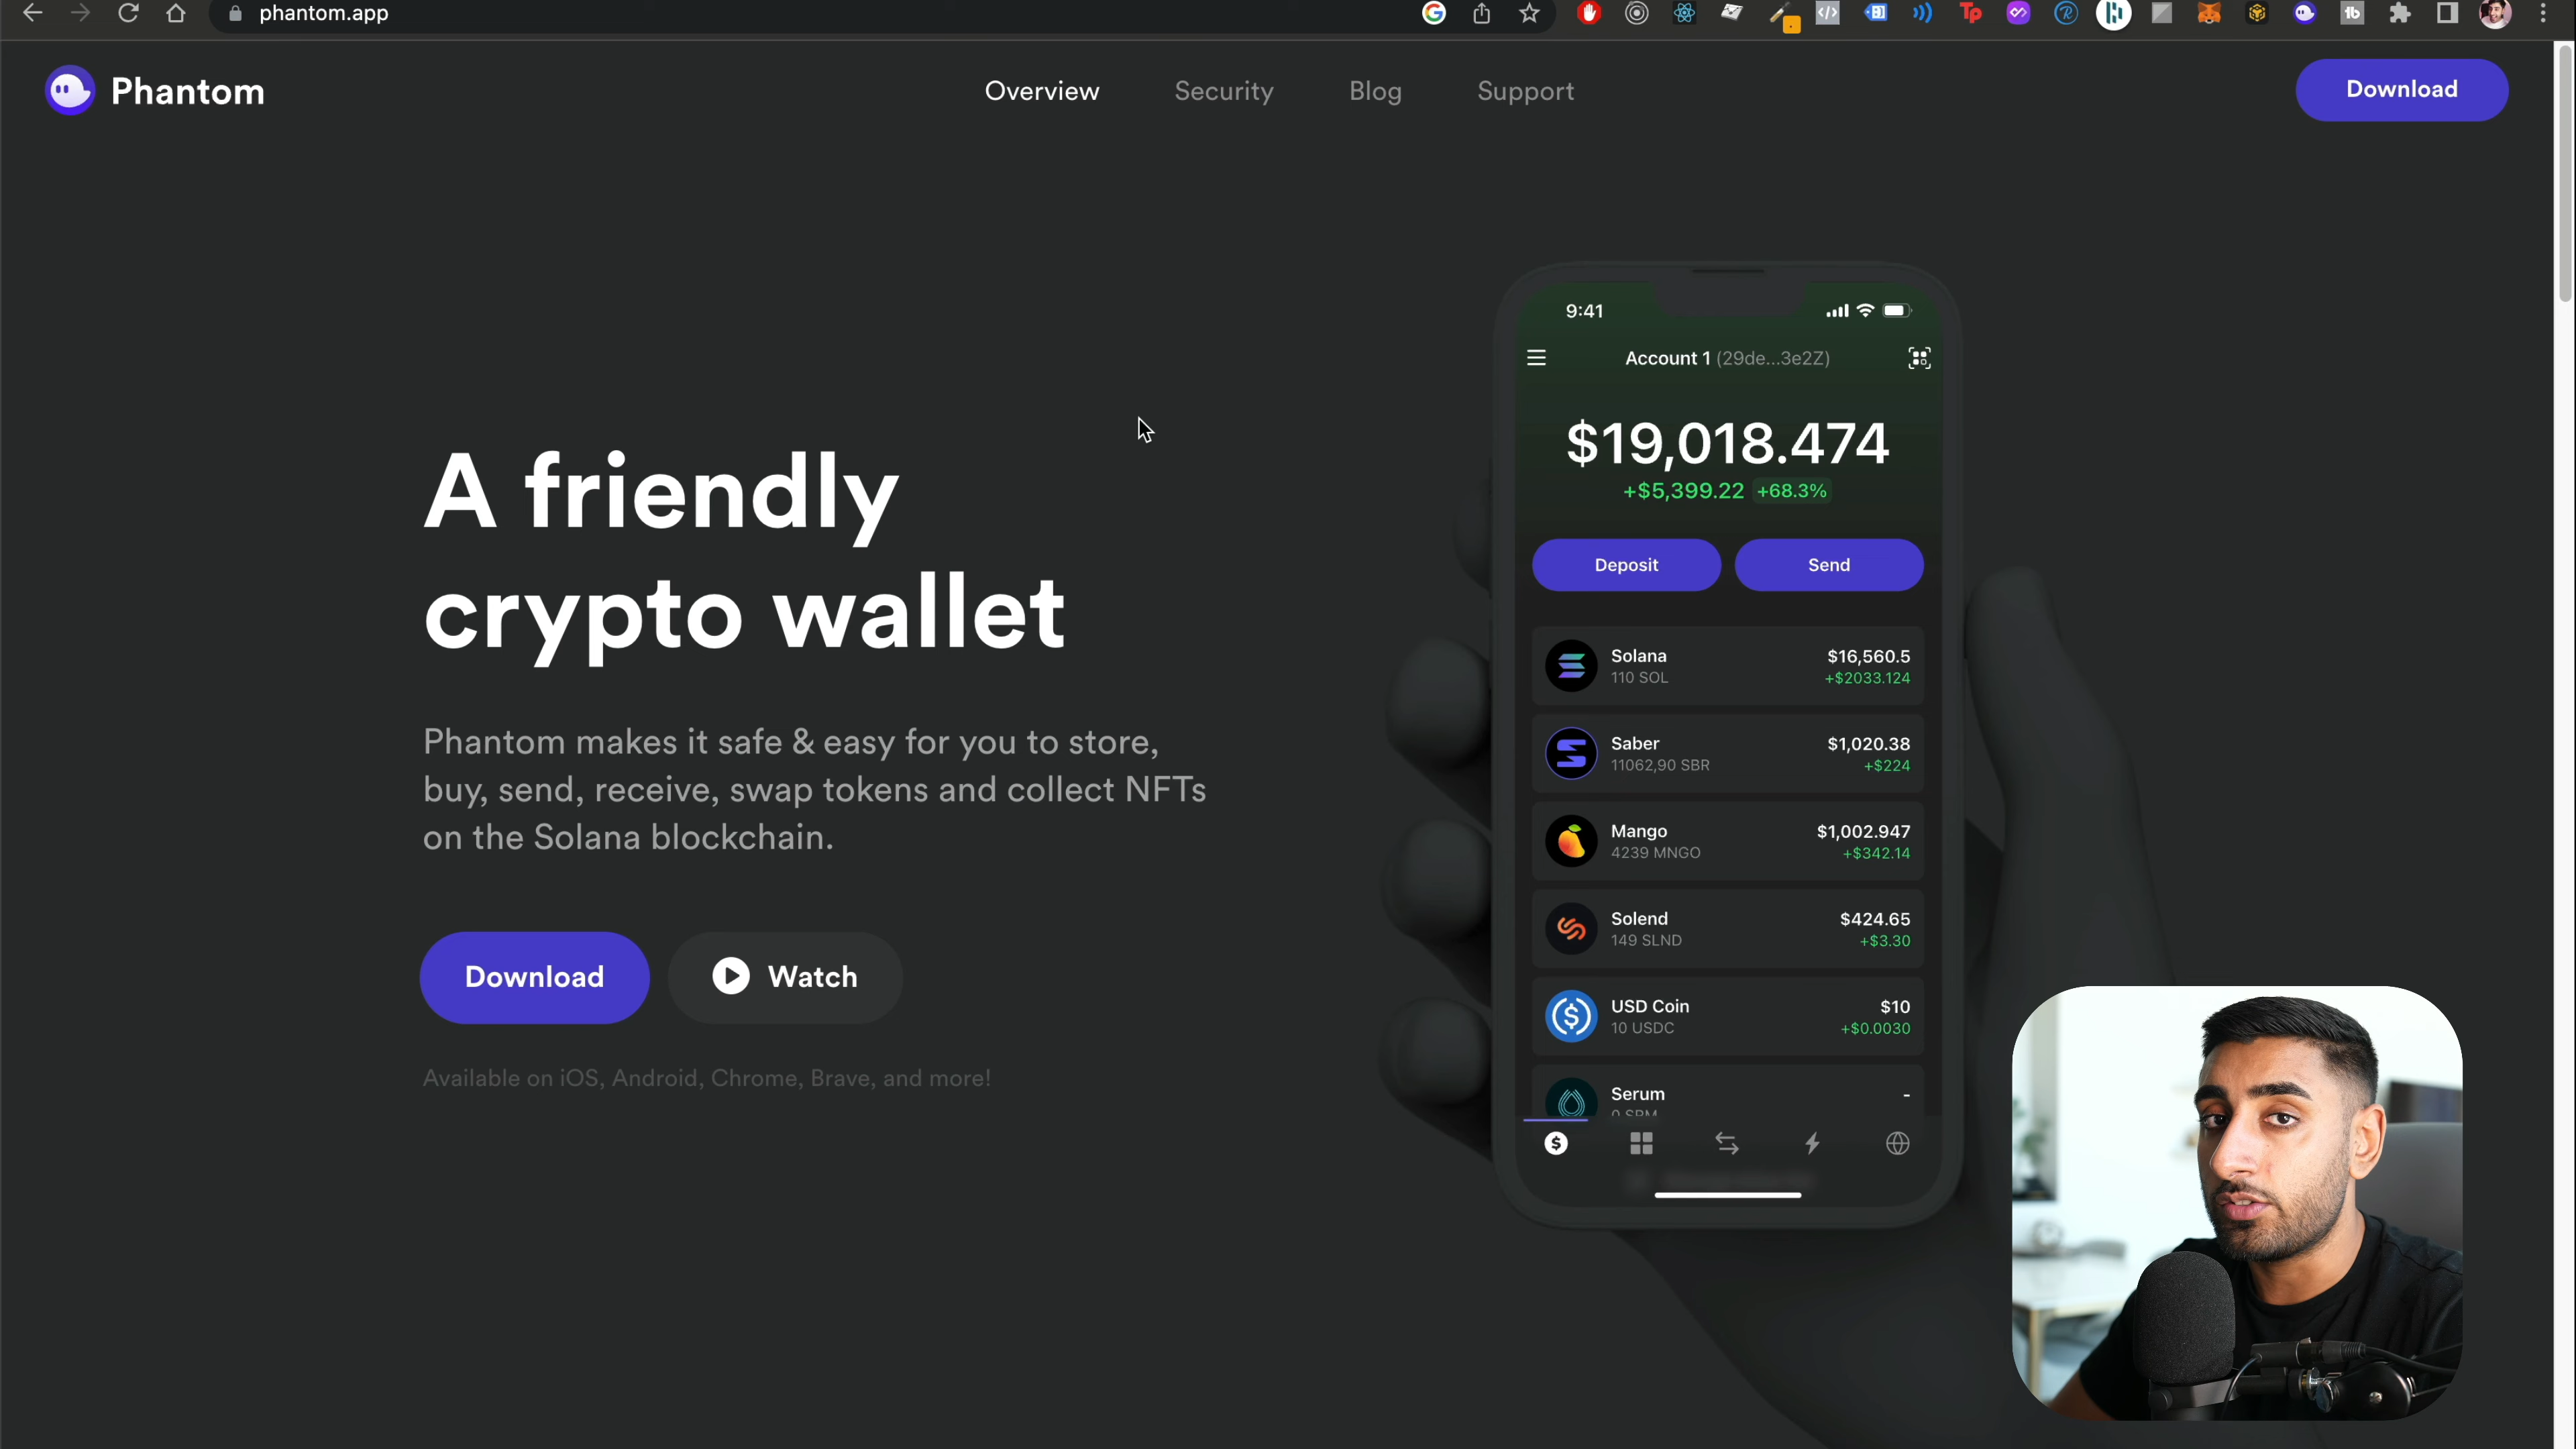 phantom.app
Phantom
Overview
Security
Blog
Support
Download
A friendly
crypto wallet
Phantom makes it safe & easy for you to store,
buy, send, receive, swap tokens and collect NFTs
on the Solana blockchain.
Download
Watch
Available on iOS, Android, Chrome, Brave, and more!
9:41
Account 1 (29de...3e2Z)
$19,018.474
+$5,399.22 +68.3%
Deposit
Send
Solana $16,560.5
110 SOL +$2033.124
Saber $1,020.38
11062,90 SBR +$224
Mango $1,002.947
4239 MNGO +$342.14
Solend $424.65
149 SLND +$3.30
USD Coin $10
10 USDC +$0.0030
Serum -
0 SRM